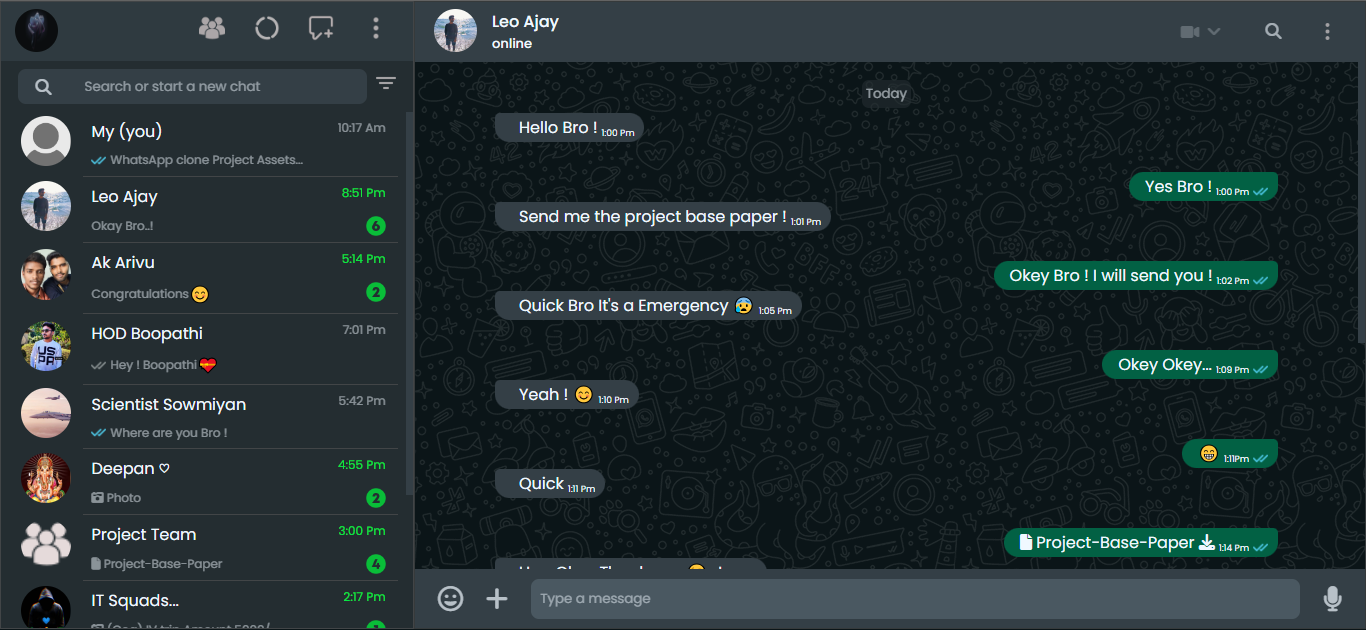 Search or start a new chat
My (you)
10:17 Am
WhatsApp clone Project Assets...
Leo Ajay
8:51 Pm
Okay Bro..!
6
Ak Arivu
5:14 Pm
Congratulations 😊
2
HOD Boopathi
7:01 Pm
Hey ! Boopathi
Scientist Sowmiyan
5:42 Pm
Where are you Bro !
Deepan ♡
4:55 Pm
Photo
2
Project Team
3:00 Pm
Project-Base-Paper
4
IT Squads...
2:17 Pm
Leo Ajay
online
Today
Hello Bro ! 1:00 Pm
Yes Bro ! 1:00 Pm
Send me the project base paper ! 1:01 Pm
Okey Bro ! I will send you ! 1:02 Pm
Quick Bro It's a Emergency 😰 1:05 Pm
Okey Okey... 1:09 Pm
Yeah ! 😊 1:10 Pm
😁 1:11Pm
Quick 1:11 Pm
Project-Base-Paper 1:14 Pm
Type a message